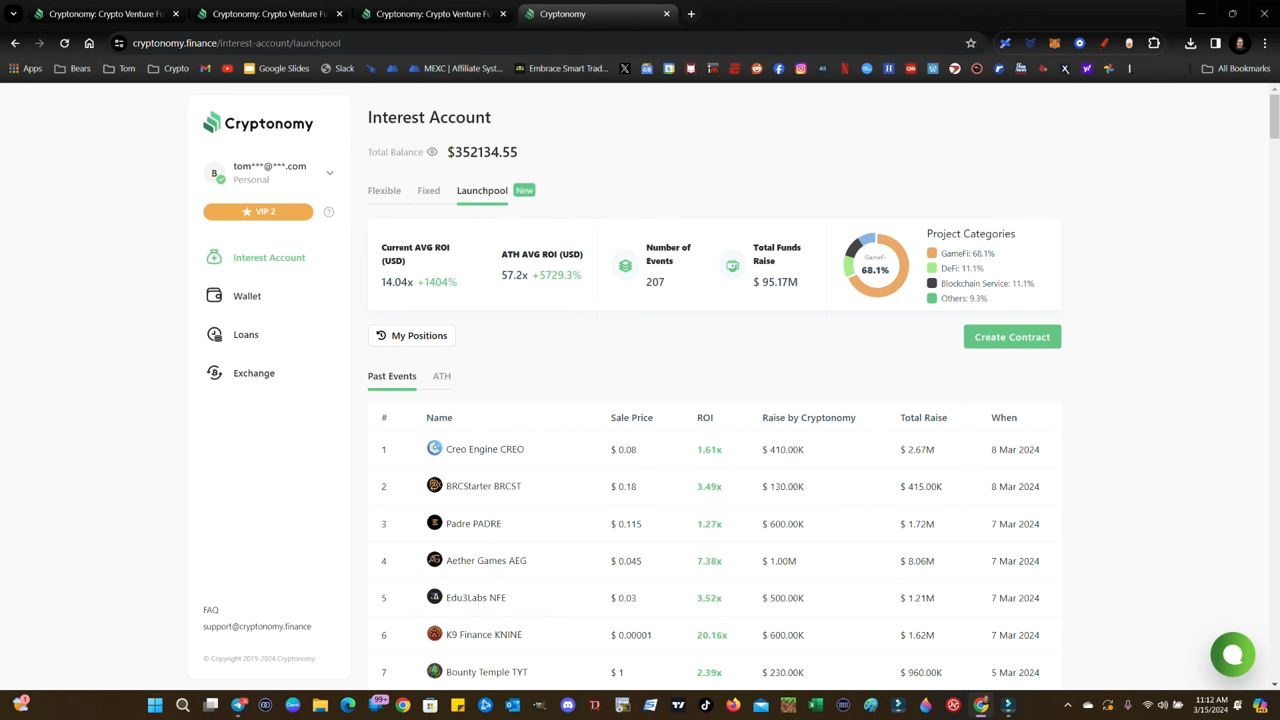 Cryptonomy: Crypto Venture Fu
Cryptonomy: Crypto Venture Fu
Cryptonomy: Crypto Venture Fu
Cryptonomy
cryptonomy.finance/interest-account/launchpool
Apps
Bears
Tom
Crypto
Google Slides
Slack
MEXC | Affiliate Syst...
Embrace Smart Trad...
All Bookmarks
Cryptonomy
B
tom***@***.com
Personal
VIP 2
Interest Account
Wallet
Loans
Exchange
FAQ
support@cryptonomy.finance
© Copyright 2019-2024 Cryptonomy
Interest Account
Total Balance $352134.55
Flexible Fixed Launchpool New
Current AVG ROI (USD)
14.04x +1404%
ATH AVG ROI (USD)
57.2x +5729.3%
Number of Events
207
Total Funds Raise
$ 95.17M
GameFi
68.1%
Project Categories
GameFi: 68.1%
DeFi: 11.1%
Blockchain Service: 11.1%
Others: 9.3%
My Positions
Create Contract
Past Events ATH
# Name Sale Price ROI Raise by Cryptonomy Total Raise When
1 Creo Engine CREO $ 0.08 1.61x $ 410.00K $ 2.67M 8 Mar 2024
2 BRCStarter BRCST $ 0.18 3.49x $ 130.00K $ 415.00K 8 Mar 2024
3 Padre PADRE $ 0.115 1.27x $ 600.00K $ 1.72M 7 Mar 2024
4 Aether Games AEG $ 0.045 7.38x $ 1.00M $ 8.06M 7 Mar 2024
5 Edu3Labs NFE $ 0.03 3.52x $ 500.00K $ 1.21M 7 Mar 2024
6 K9 Finance KNINE $ 0.00001 20.16x $ 600.00K $ 1.62M 7 Mar 2024
7 Bounty Temple TYT $ 1 2.39x $ 230.00K $ 960.00K 5 Mar 2024
99+
11:12 AM
3/15/2024